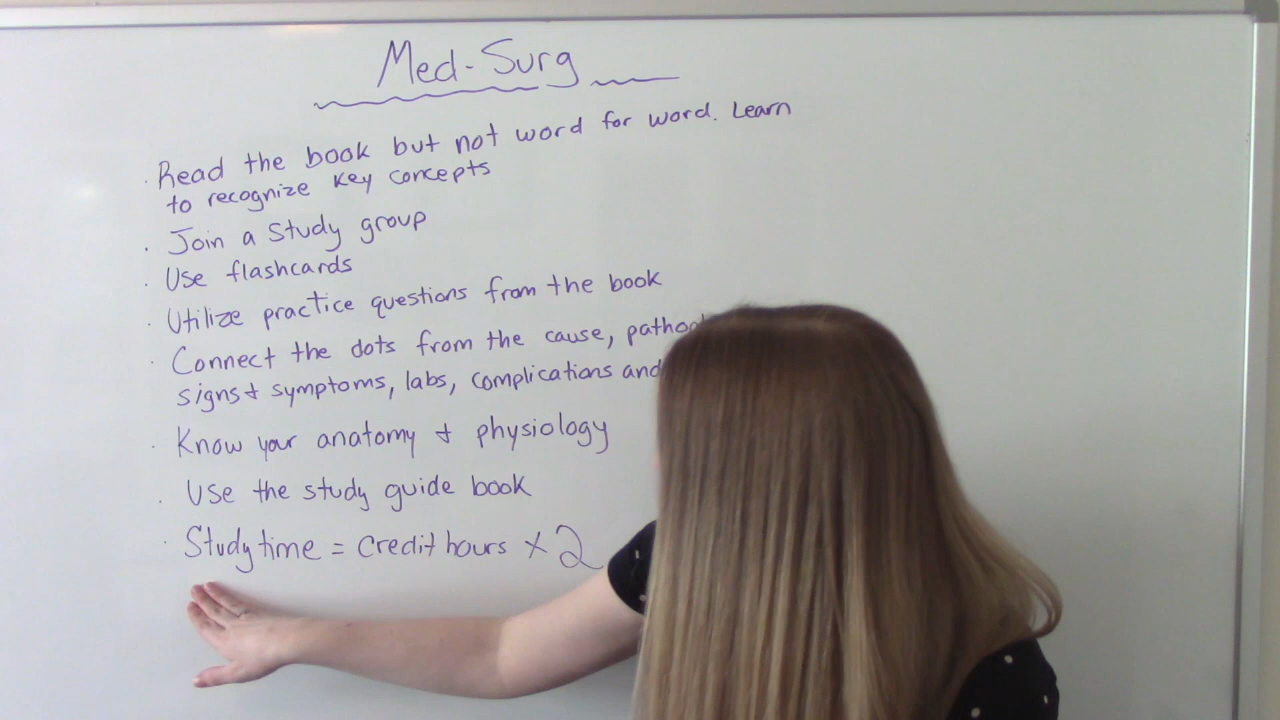 Med-Surg
· Read the book but not word for word. Learn
to recognize key concepts
· Join a study group
· Use flashcards
· Utilize practice questions from the book
· Connect the dots from the cause,
signs + symptoms, labs, complications and
· Know your anatomy + physiology
· Use the study guide book
· Study time = credit hours x 2